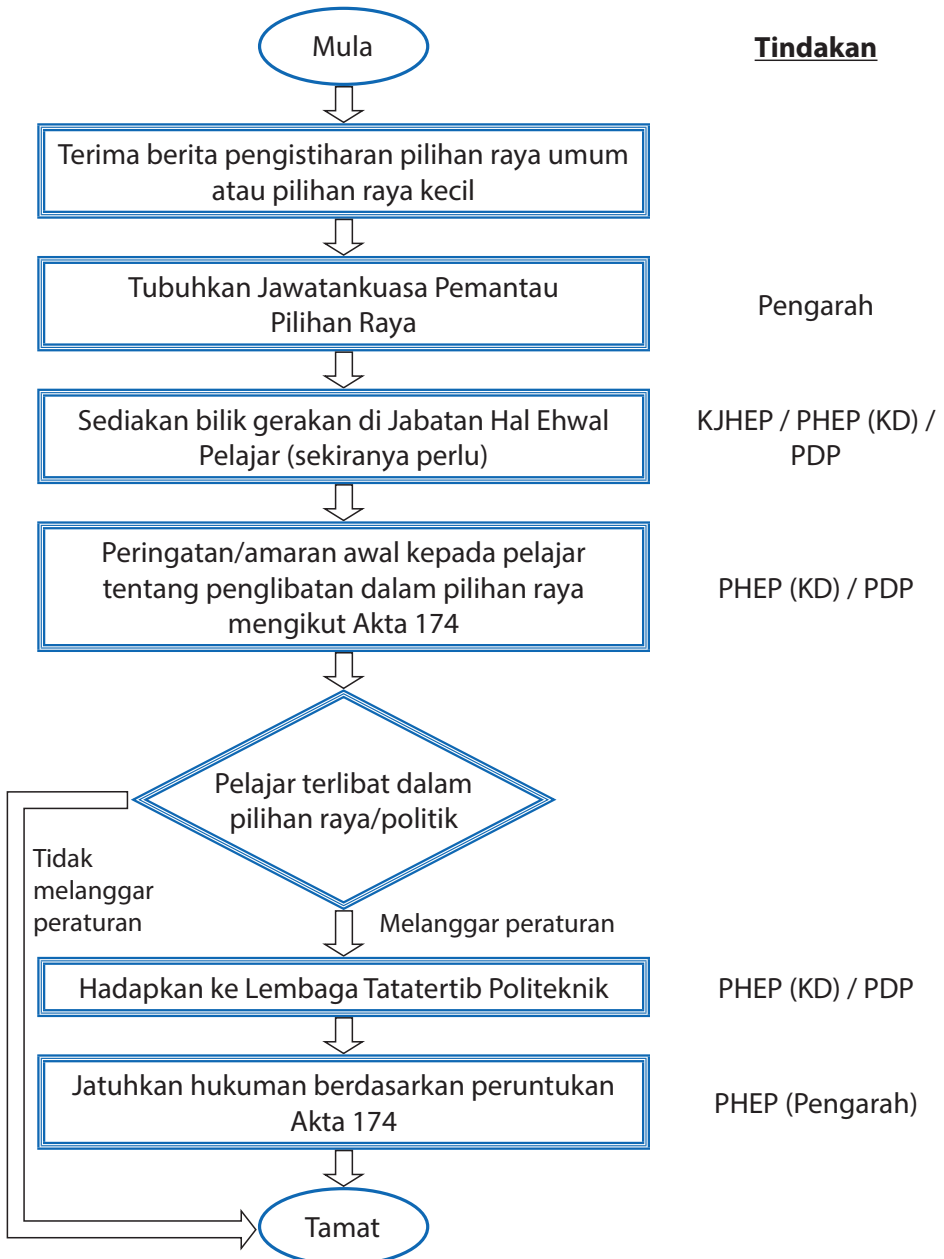 Mula
Tindakan
Terima berita pengistiharan pilihan raya umum
atau pilihan raya kecil
Tubuhkan Jawatankuasa Pemantau
Pilihan Raya
Pengarah
Sediakan bilik gerakan di Jabatan Hal Ehwal
Pelajar (sekiranya perlu)
KJHEP / PHEP (KD) /
PDP
Peringatan/amaran awal kepada pelajar
tentang penglibatan dalam pilihan raya
mengikut Akta 174
PHEP (KD) / PDP
Pelajar terlibat dalam
pilihan raya/politik
Tidak
melanggar
peraturan
Melanggar peraturan
Hadapkan ke Lembaga Tatatertib Politeknik
PHEP (KD) / PDP
Jatuhkan hukuman berdasarkan peruntukan
Akta 174
PHEP (Pengarah)
Tamat